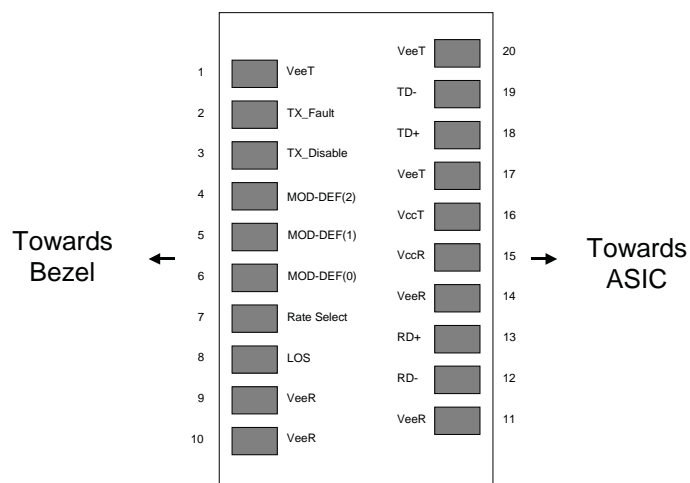 Towards
Bezel
1 VeeT
2 TX_Fault
3 TX_Disable
4 MOD-DEF(2)
5 MOD-DEF(1)
6 MOD-DEF(0)
7 Rate Select
8 LOS
9 VeeR
10 VeeR
VeeT 20
TD- 19
TD+ 18
VeeT 17
VccT 16
VccR 15
VeeR 14
RD+ 13
RD- 12
VeeR 11
Towards
ASIC